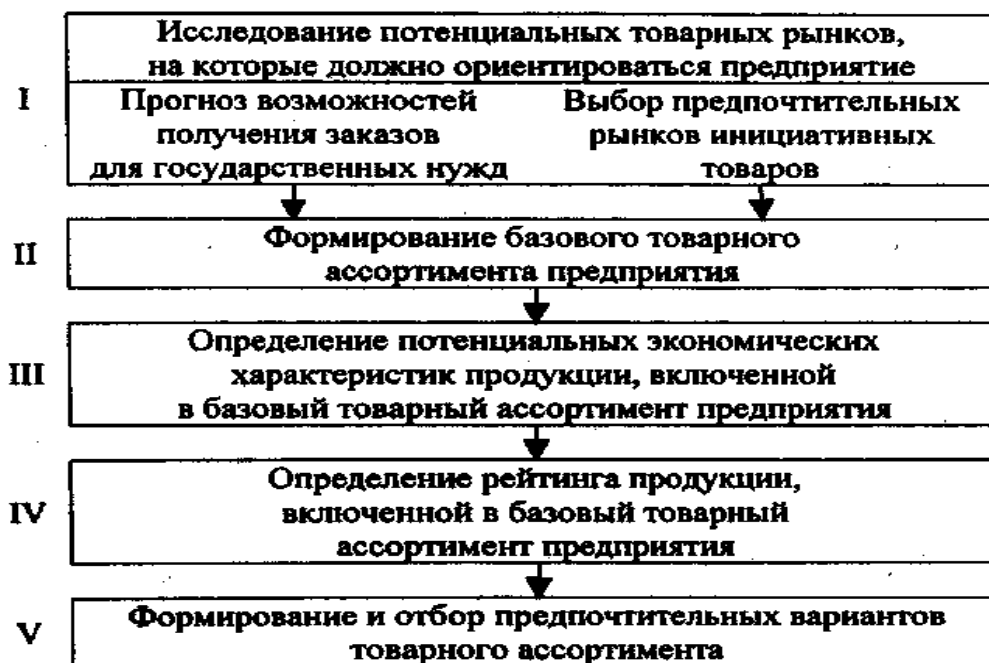 Исследование потенциальных товарных рынков,
на которые должно ориентироваться предприятие
I
Прогноз возможностей
получения заказов
для государственных нужд
Выбор предпочтительных
рынков инициативных
товаров
II
Формирование базового товарного
ассортимента предприятия
III
Определение потенциальных экономических
характеристик продукции, включенной
в базовый товарный ассортимент предприятия
IV
Определение рейтинга продукции,
включенной в базовый товарный
ассортимент предприятия
V
Формирование и отбор предпочтительных вариантов
товарного ассортимента